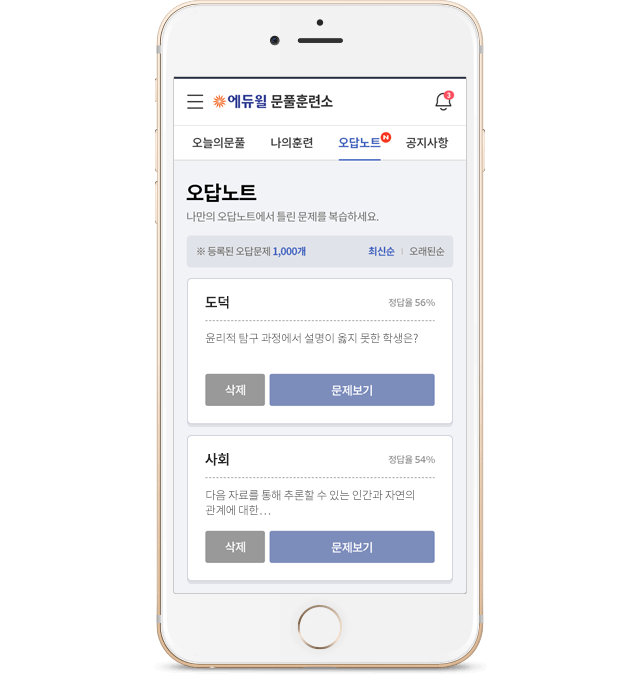 에듀윌 문풀훈련소
3
오늘의문풀 나의훈련 오답노트 N 공지사항
오답노트
나만의 오답노트에서 틀린 문제를 복습하세요.
※ 등록된 오답문제 1,000개 최신순 | 오래된순
도덕 정답율 56%
윤리적 탐구 과정에서 설명이 옳지 못한 학생은?
삭제 문제보기
사회 정답율 54%
다음 자료를 통해 추론할 수 있는 인간과 자연의
관계에 대한...
삭제 문제보기